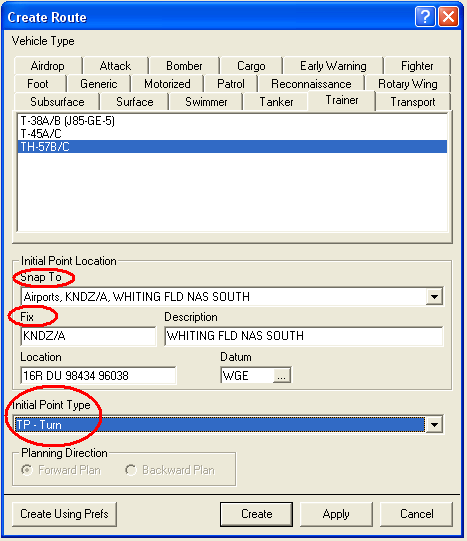 Create Route
Vehicle Type
Airdrop Attack Bomber Cargo Early Warning Fighter
Foot Generic Motorized Patrol Reconnaissance Rotary Wing
Subsurface Surface Swimmer Tanker Trainer Transport
T-38A/B (J85-GE-5)
T-45A/C
TH-57B/C
Initial Point Location
Snap To
Airports, KNDZ/A, WHITING FLD NAS SOUTH
Fix Description
KNDZ/A WHITING FLD NAS SOUTH
Location Datum
16R DU 98434 96038 WGE ...
Initial Point Type
TP - Turn
Planning Direction
Forward Plan Backward Plan
Create Using Prefs Create Apply Cancel